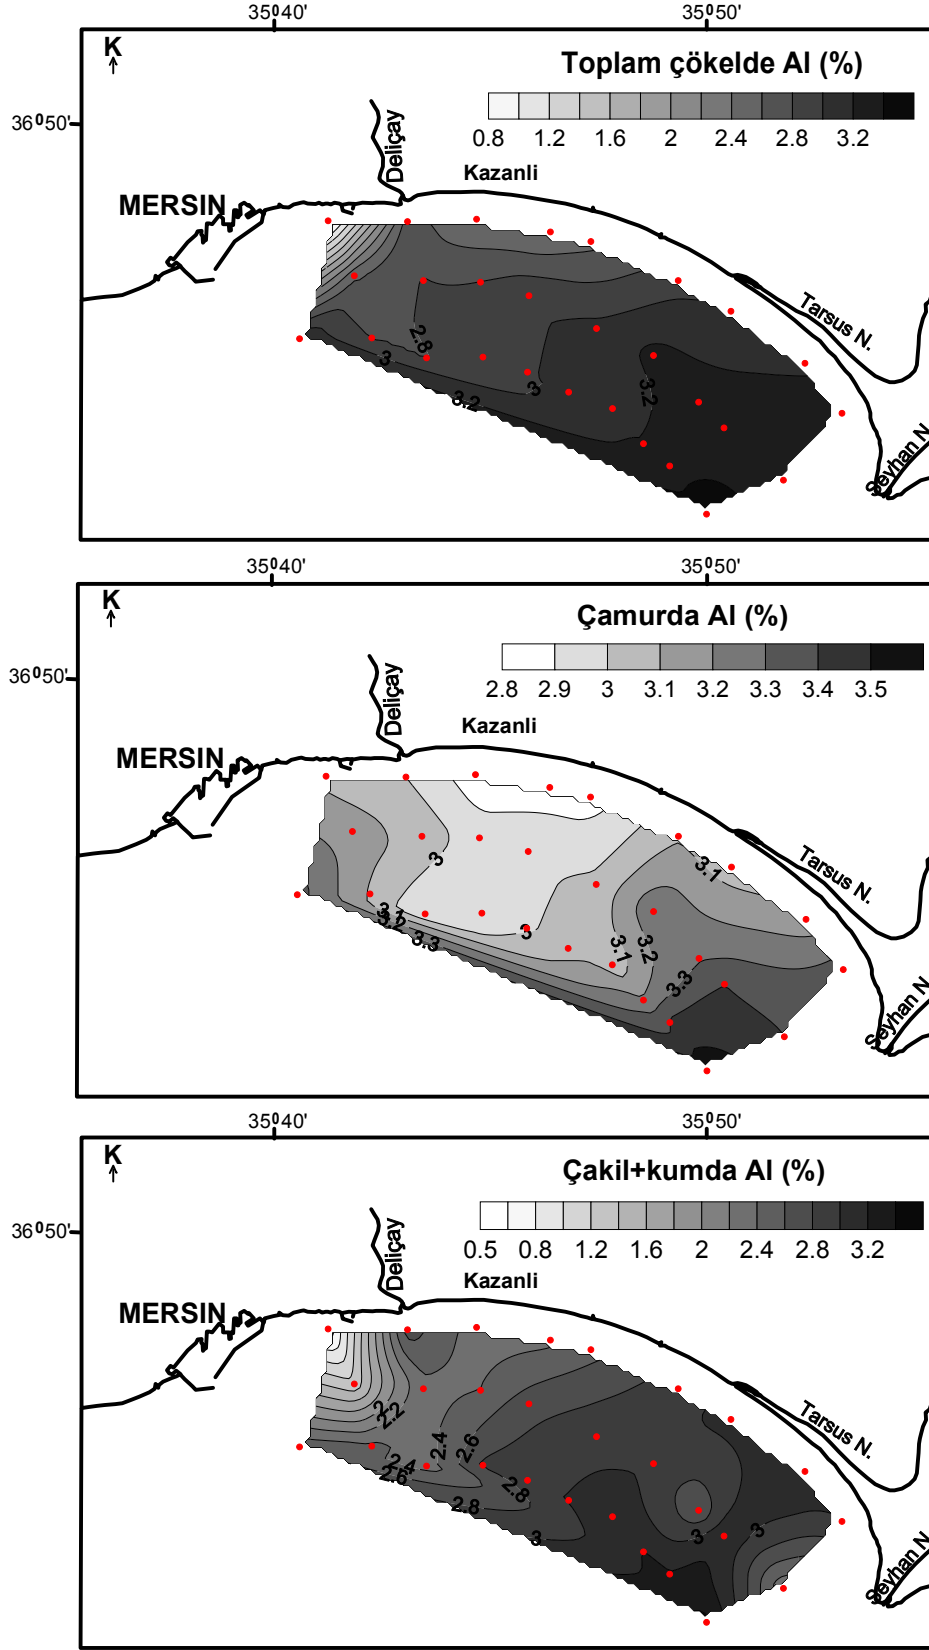 35⁰40' 35⁰50'
K
Toplam çökelde Al (%)
36⁰50'
0.8 1.2 1.6 2 2.4 2.8 3.2
Deliçay
Kazanli
MERSIN
Tarsus N.
2.8
3
3.2
3
3.2
Seyhan N
35⁰40' 35⁰50'
K
Çamurda Al (%)
36⁰50'
2.8 2.9 3 3.1 3.2 3.3 3.4 3.5
Deliçay
Kazanli
MERSIN
Tarsus N.
3
3.1
3.1
3.2
3.3
3
3.1
3.2
3.3
Seyhan N
35⁰40' 35⁰50'
K
Çakil+kumda Al (%)
36⁰50'
0.5 0.8 1.2 1.6 2 2.4 2.8 3.2
Deliçay
Kazanli
MERSIN
Tarsus N.
2
2.2
2.4
2.6
2.4
2.6
2.8
2.8
3
3
3
Seyhan N